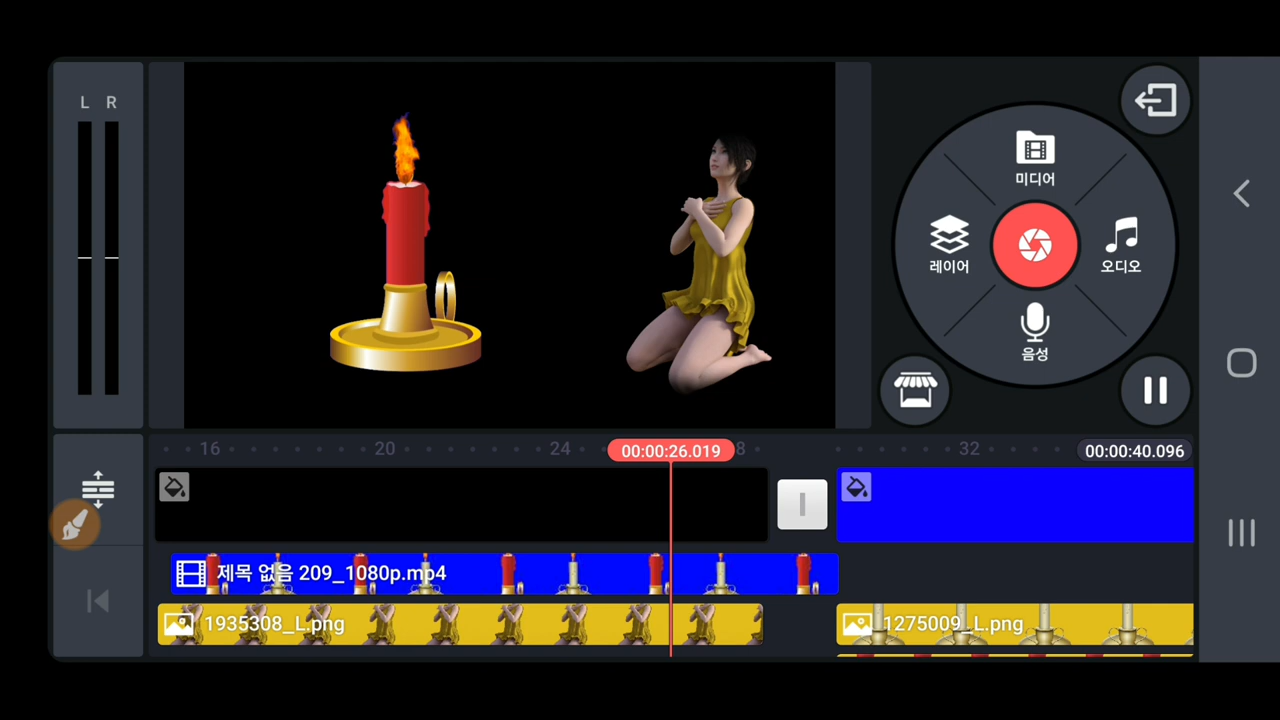 L R
미디어
레이어
오디오
음성
16 20 24 00:00:26.019 8 32 00:00:40.096
제목 없음 209_1080p.mp4
1935308_L.png
1275009_L.png